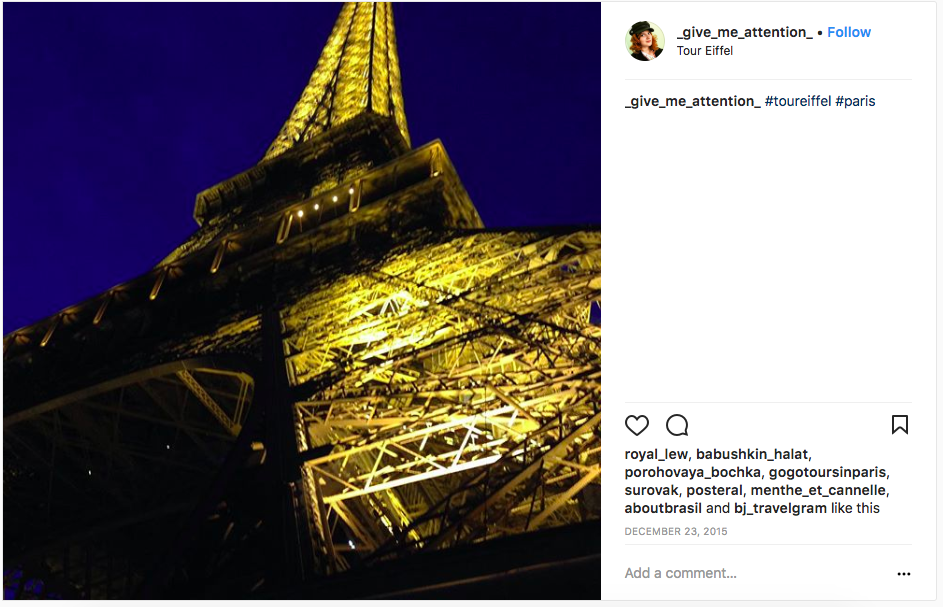 _give_me_attention_ • Follow
Tour Eiffel
_give_me_attention_ #toureiffel #paris
royal_lew, babushkin_halat,
porohovaya_bochka, gogotoursinparis,
surovak, posteral, menthe_et_cannelle,
aboutbrasil and bj_travelgram like this
DECEMBER 23, 2015
Add a comment...